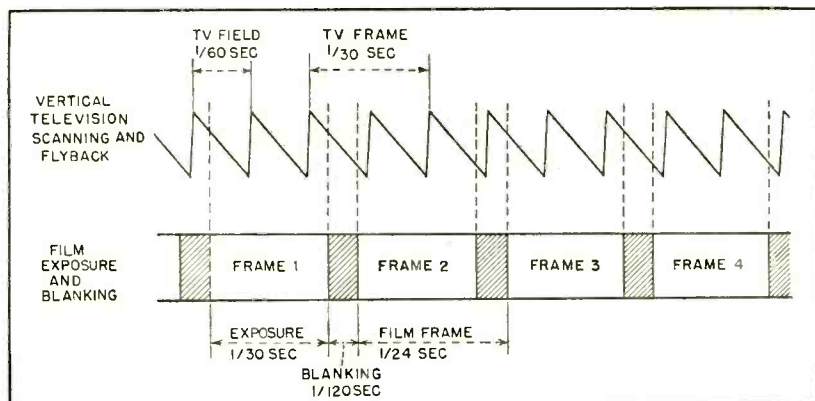 TV FIELD
1/60 SEC
TV FRAME
1/30 SEC
VERTICAL
TELEVISION
SCANNING AND
FLYBACK
FILM
EXPOSURE
AND
BLANKING
FRAME 1
FRAME 2
FRAME 3
FRAME 4
EXPOSURE
1/30 SEC
BLANKING
1/120SEC
FILM FRAME
1/24 SEC